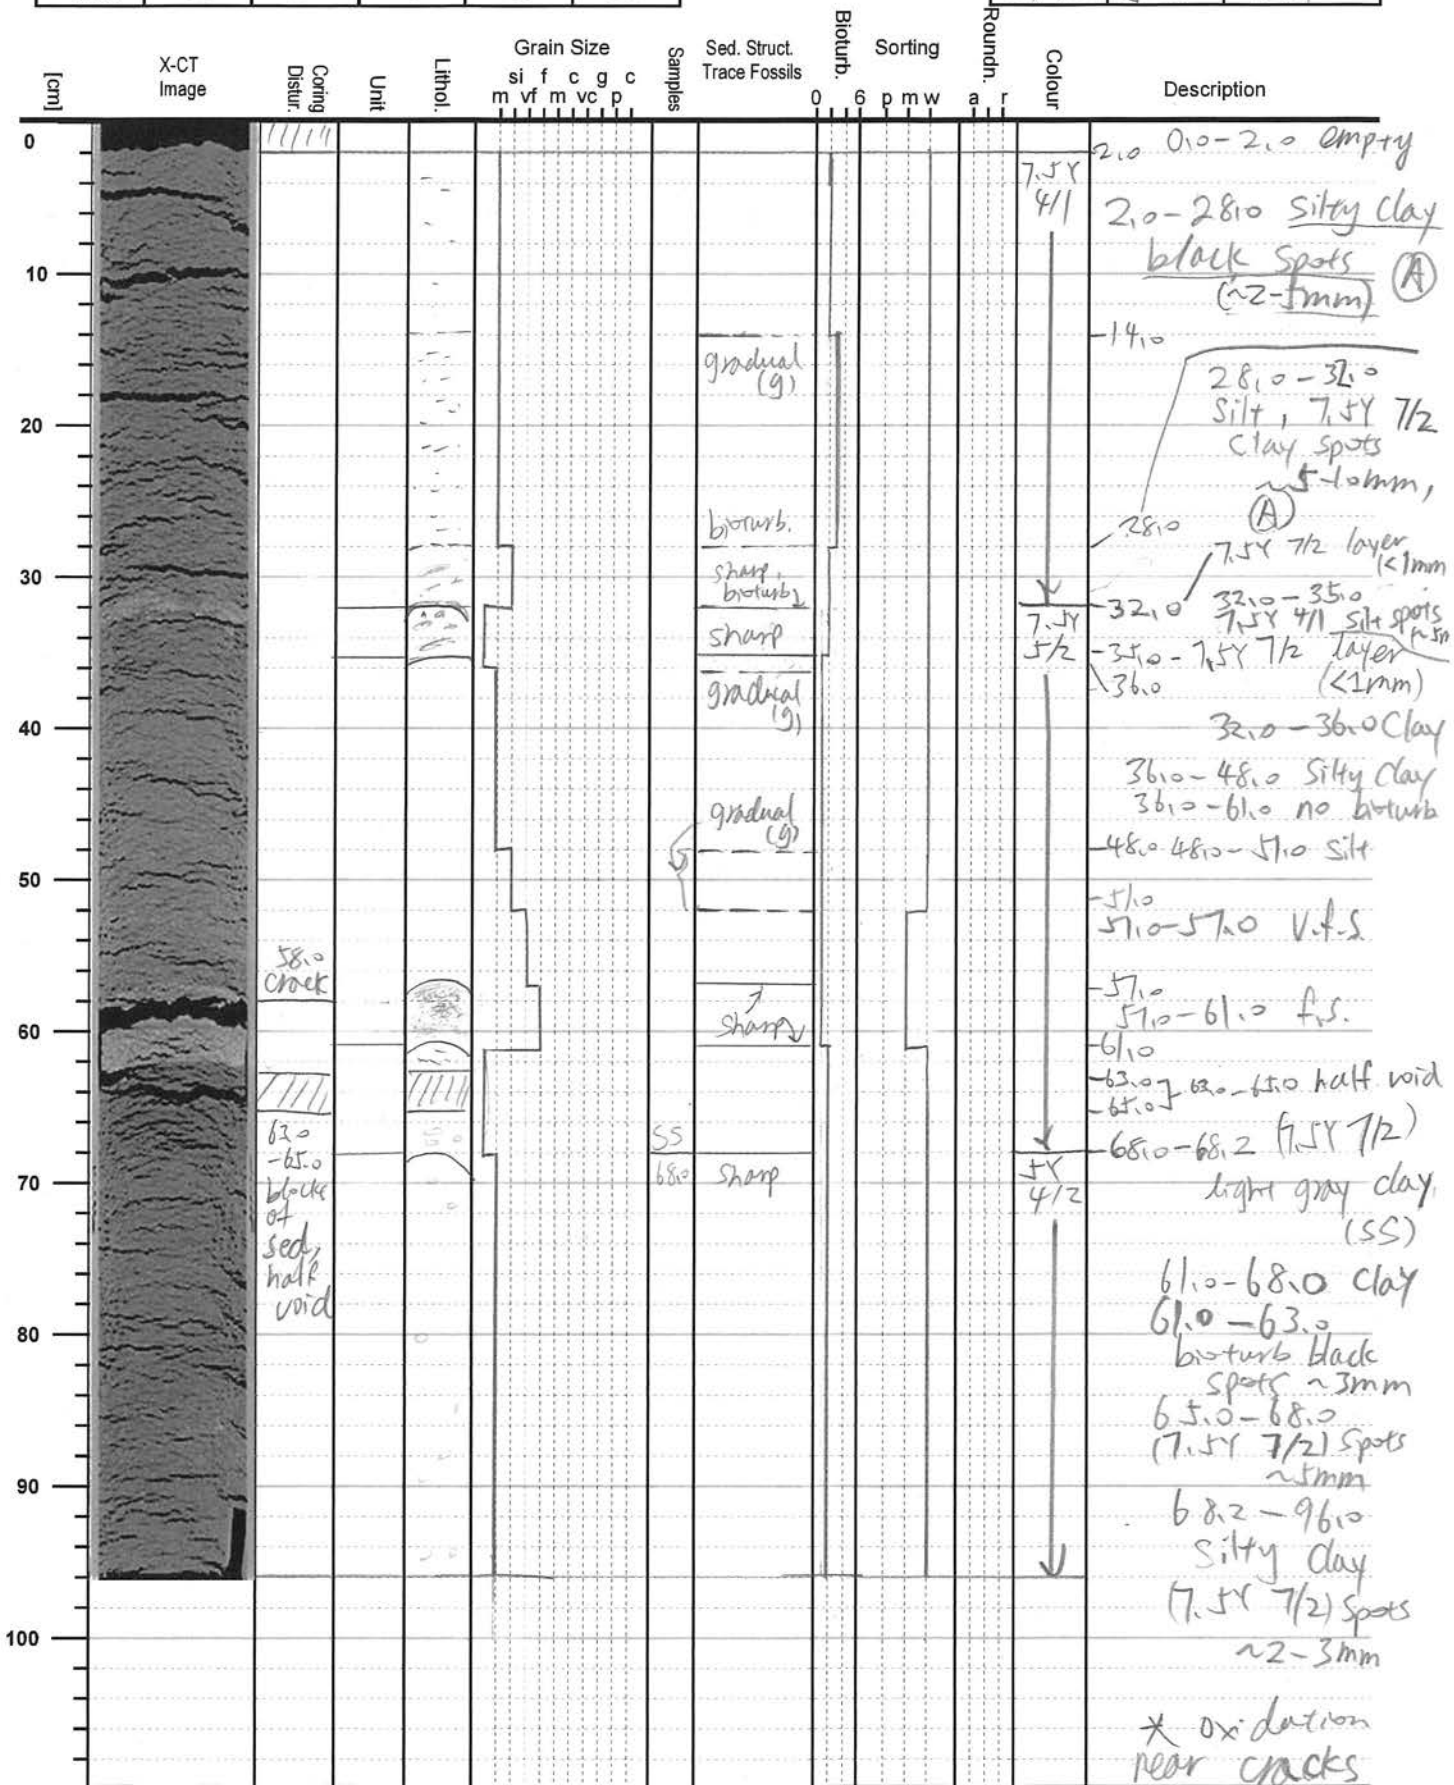 [cm]
X-CT
Image
Coring
Distur.
Unit
Lithol.
Grain Size
si f c g c
m vf m vc p
Samples
Sed. Struct.
Trace Fossils
Bioturb.
0 6
Sorting
p m w
Roundn.
a r
Colour
Description
0
10
20
30
40
50
60
70
80
90
100
58.0
crack
63.0
-65.0
blocks
of
sed,
half
void
SS
68.0
gradual
(g)
bioturb.
sharp,
bioturb
sharp
gradual
(g)
gradual
(g)
sharp
sharp
7.5Y
4/1
7.5Y
5/2
5Y
4/2
2.0 0.0-2.0 empty
2.0-28.0 Silty Clay
black spots
(~2-5mm) A
14.0
28.0-32.0
Silt, 7.5Y 7/2
Clay spots
~5-10mm,
A
28.0
7.5Y 7/2 layer
(<1mm
32.0 32.0-35.0
7.5Y 4/1 silt spots
35.0-7.5Y 7/2 layer
36.0 (<1mm)
32.0-36.0 Clay
36.0-48.0 Silty Clay
36.0-61.0 no bioturb
48.0 48.0-51.0 Silt
51.0
51.0-57.0 v.f.s.
57.0
57.0-61.0 f.s.
61.0
63.0 63.0-65.0 half void
65.0
68.0-68.2 (7.5Y 7/2)
light gray clay.
(SS)
61.0-68.0 Clay
61.0-63.0
bioturb black
spots ~3mm
65.0-68.0
(7.5Y 7/2) Spots
~5mm
68.2-96.0
Silty Clay
(7.5Y 7/2) Spots
~2-3mm
* oxidation
near cracks